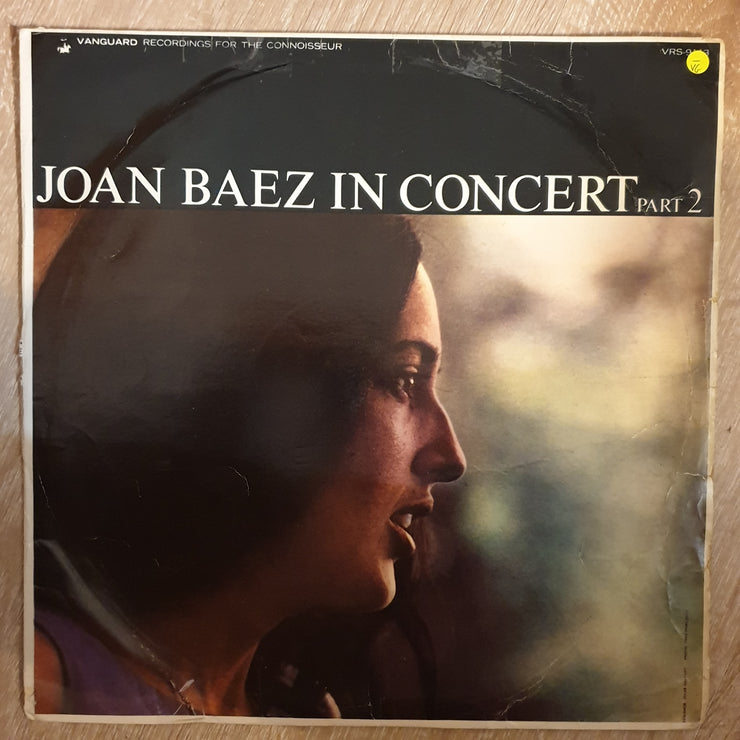 VANGUARD RECORDINGS FOR THE CONNOISSEUR
JOAN BAEZ IN CONCERT PART 2